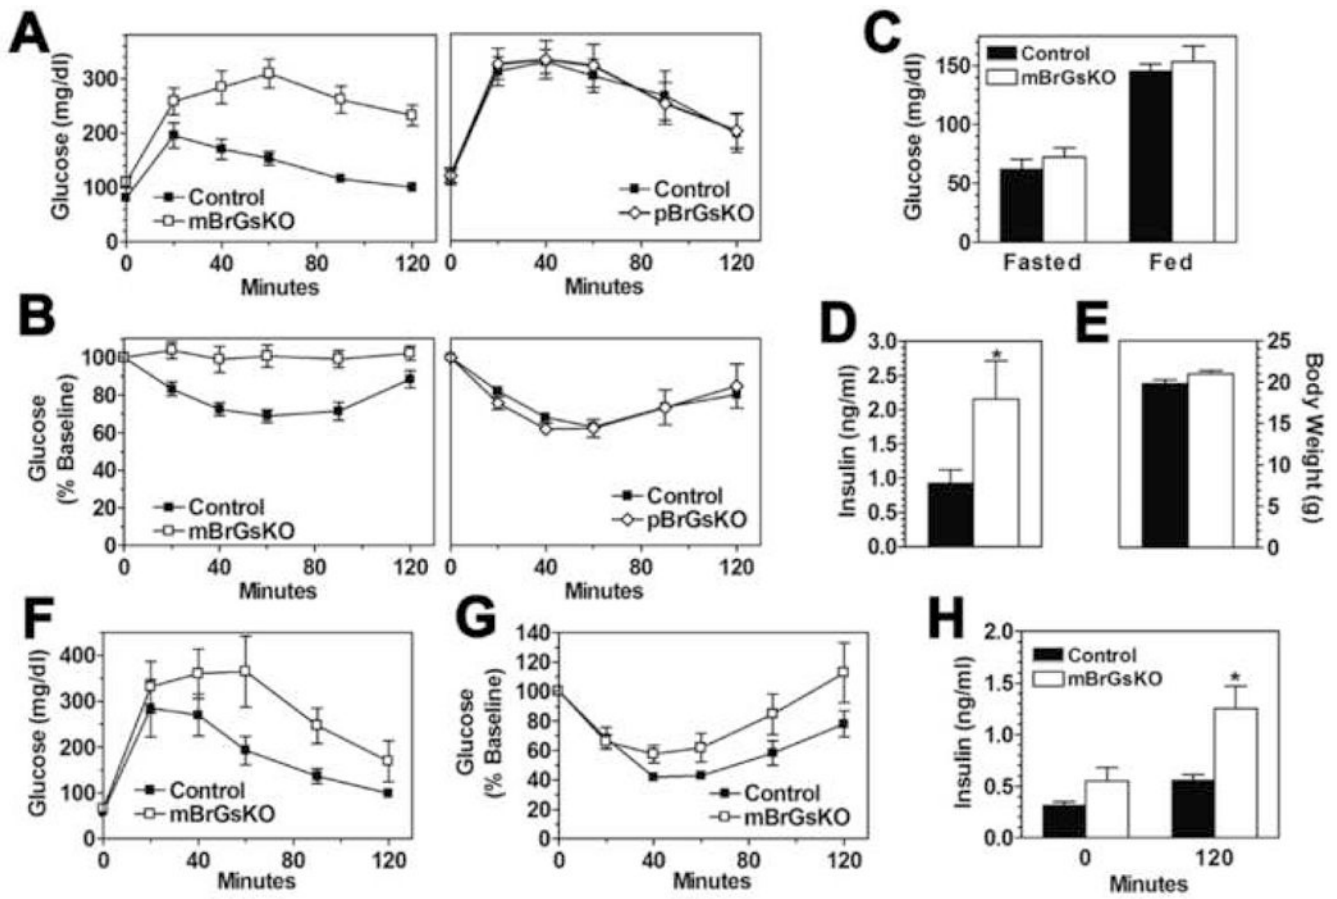 A
Glucose (mg/dl)
300
200
100
0
Control
mBrGsKO
0 40 80 120
Minutes
Control
pBrGsKO
0 40 80 120
Minutes
C
Glucose (mg/dl)
150
100
50
0
Control
mBrGsKO
Fasted Fed
B
Glucose
(% Baseline)
100
80
60
40
20
0
Control
mBrGsKO
0 40 80 120
Minutes
Control
pBrGsKO
0 40 80 120
Minutes
D
Insulin (ng/ml)
3.0
2.5
2.0
1.5
1.0
0.5
0.0
*
E
25
20
15
10
5
0
Body Weight (g)
F
Glucose (mg/dl)
400
300
200
100
0
Control
mBrGsKO
0 40 80 120
Minutes
G
Glucose
(% Baseline)
140
120
100
80
60
40
20
0
Control
mBrGsKO
0 40 80 120
Minutes
H
Insulin (ng/ml)
2.0
1.5
1.0
0.5
0.0
Control
mBrGsKO
*
0 120
Minutes